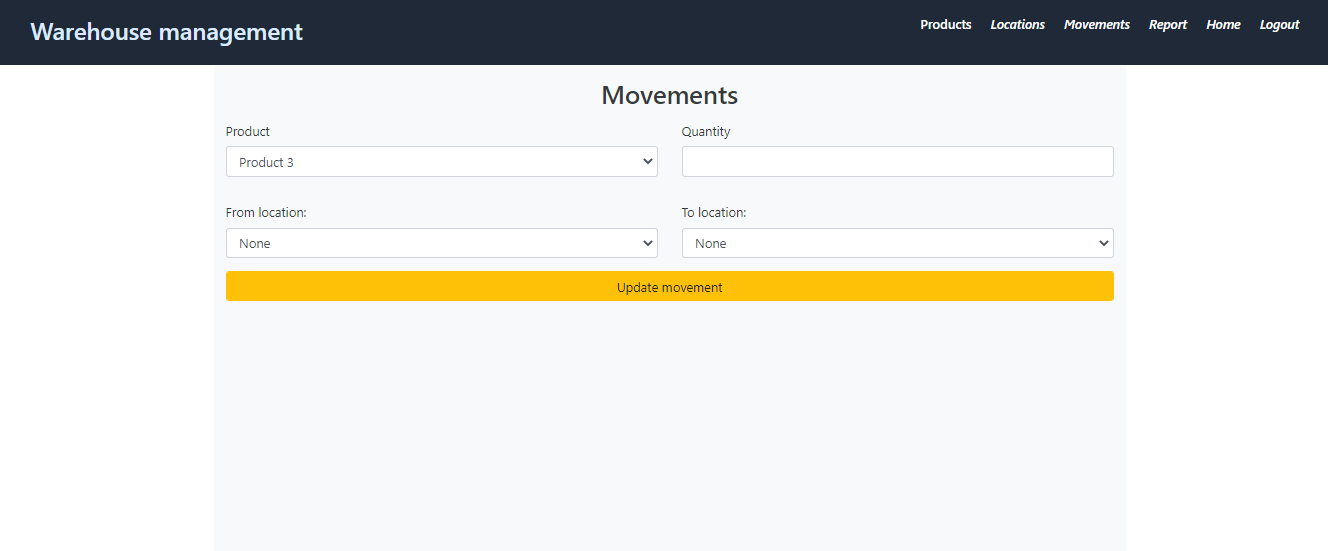 Warehouse management
Products Locations Movements Report Home Logout
Movements
Product Quantity
Product 3
From location: To location:
None None
Update movement